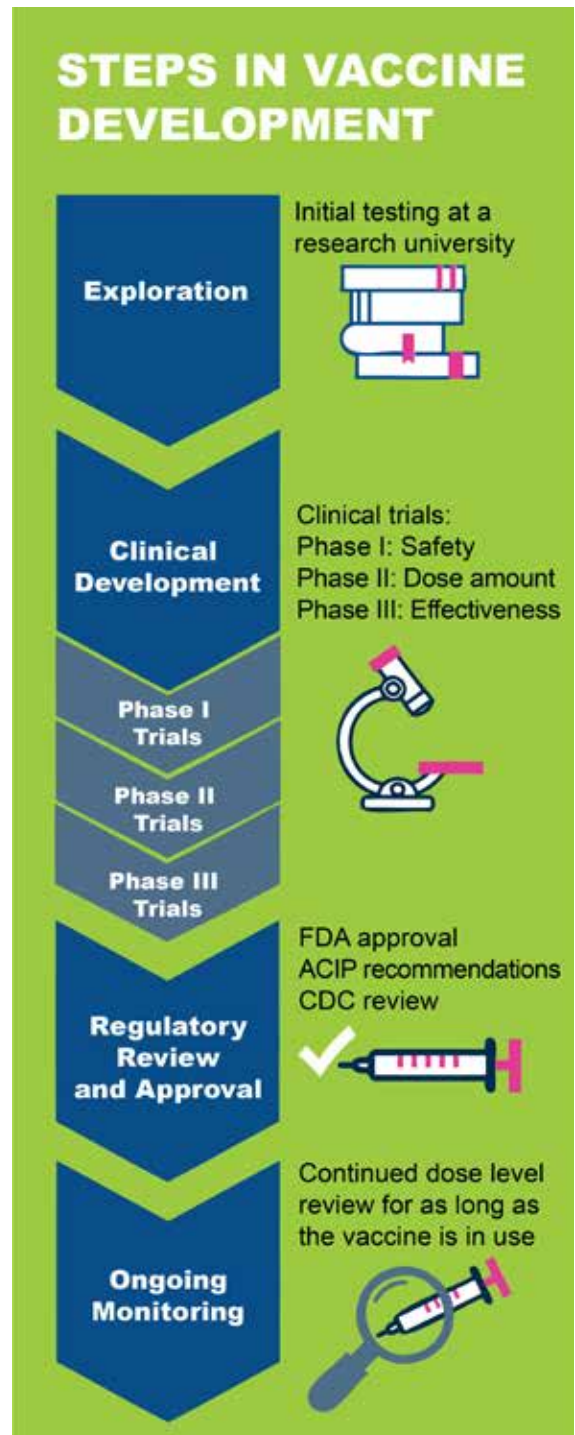 STEPS IN VACCINE
DEVELOPMENT
Exploration
Initial testing at a
research university
Clinical
Development
Clinical trials:
Phase I: Safety
Phase II: Dose amount
Phase III: Effectiveness
Phase I
Trials
Phase II
Trials
Phase III
Trials
Regulatory
Review
and Approval
FDA approval
ACIP recommendations
CDC review
Ongoing
Monitoring
Continued dose level
review for as long as
the vaccine is in use